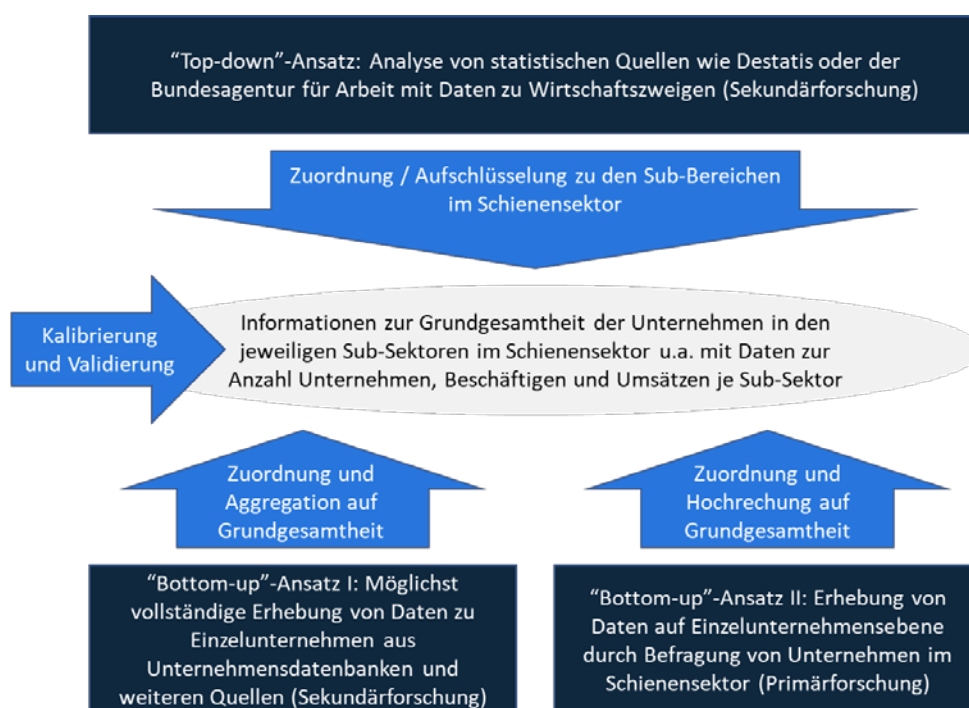 “Top-down”-Ansatz: Analyse von statistischen Quellen wie Destatis oder der
Bundesagentur für Arbeit mit Daten zu Wirtschaftszweigen (Sekundärforschung)
Zuordnung / Aufschlüsselung zu den Sub-Bereichen
im Schienensektor
Kalibrierung
und Validierung
Informationen zur Grundgesamtheit der Unternehmen in den
jeweiligen Sub-Sektoren im Schienensektor u.a. mit Daten zur
Anzahl Unternehmen, Beschäftigen und Umsätzen je Sub-Sektor
Zuordnung und
Aggregation auf
Grundgesamtheit
Zuordnung und
Hochrechung auf
Grundgesamtheit
“Bottom-up”-Ansatz I: Möglichst
vollständige Erhebung von Daten zu
Einzelunternehmen aus
Unternehmensdatenbanken und
weiteren Quellen (Sekundärforschung)
“Bottom-up”-Ansatz II: Erhebung von
Daten auf Einzelunternehmensebene
durch Befragung von Unternehmen im
Schienensektor (Primärforschung)